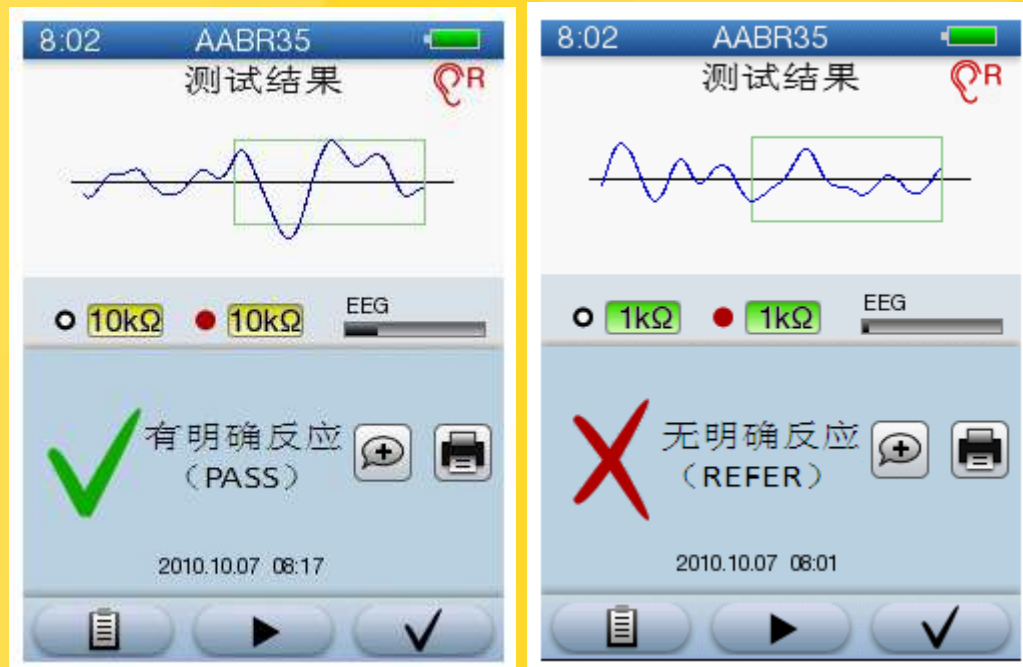 8:02 AABR35
测试结果 R
10kΩ 10kΩ EEG
有明确反应
（PASS）
2010.10.07 08:17
8:02 AABR35
测试结果 R
1kΩ 1kΩ EEG
无明确反应
（REFER）
2010.10.07 08:01